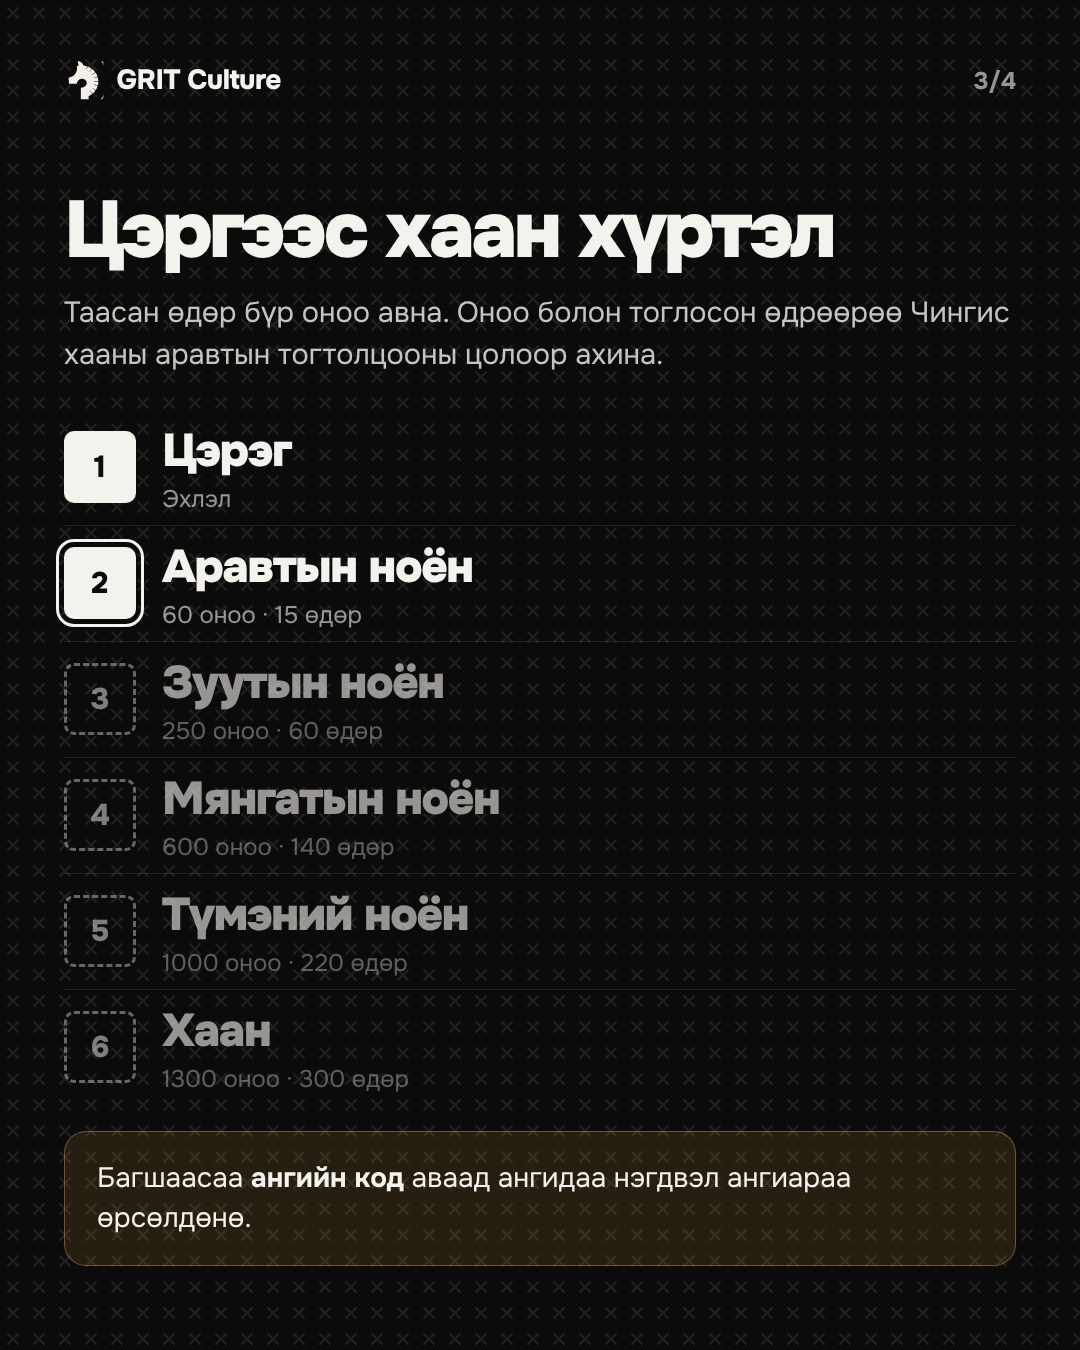 GRIT Culture
3/4
Цэргээс хаан хүртэл
Таасан өдөр бүр оноо авна. Оноо болон тоглосон өдрөөрөө Чингис
хааны аравтын тогтолцооны цолоор ахина.
1
Цэрэг
Эхлэл
2
Аравтын ноён
60 оноо · 15 өдөр
3
Зуутын ноён
250 оноо · 60 өдөр
4
Мянгатын ноён
600 оноо · 140 өдөр
5
Түмэний ноён
1000 оноо · 220 өдөр
6
Хаан
1300 оноо · 300 өдөр
Багшаасаа ангийн код аваад ангидаа нэгдвэл ангиараа
өрсөлдөнө.